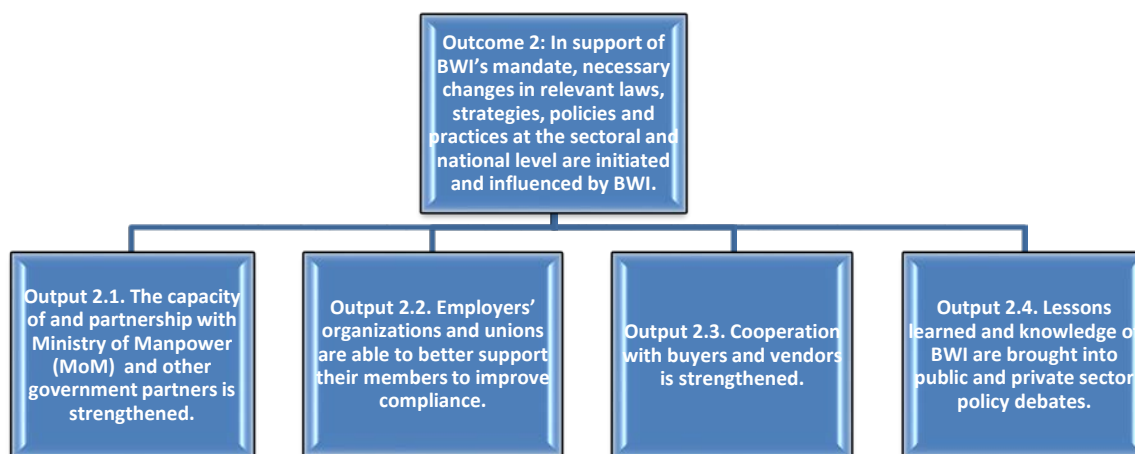 Outcome 2: In support of
BWI's mandate, necessary
changes in relevant laws,
strategies, policies and
practices at the sectoral and
national level are initiated
and influenced by BWI.
Output 2.1. The capacity
of and partnership with
Ministry of Manpower
(MoM) and other
government partners is
strengthened.
Output 2.2. Employers'
organizations and unions
are able to better support
their members to improve
compliance.
Output 2.3. Cooperation
with buyers and vendors
is strengthened.
Output 2.4. Lessons
learned and knowledge of
BWI are brought into
public and private sector
policy debates.